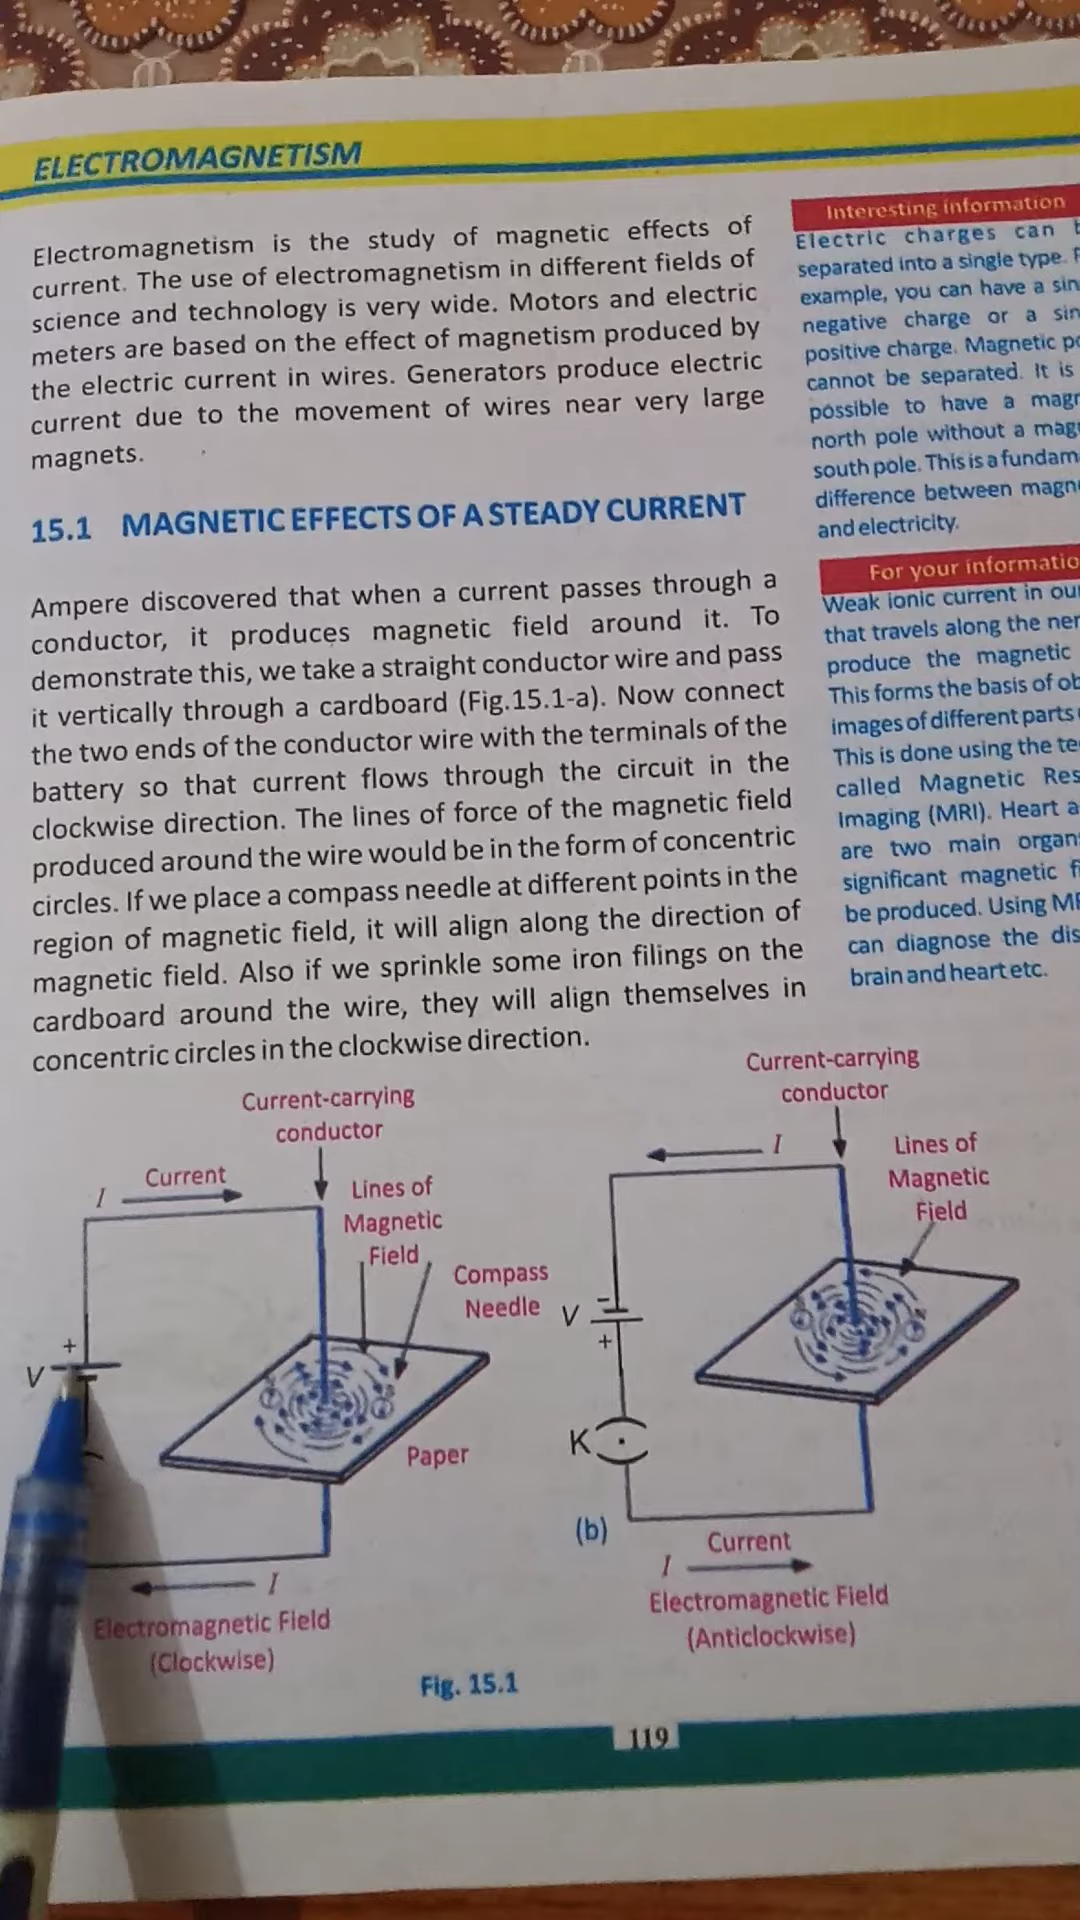 ELECTROMAGNETISM
Electromagnetism is the study of magnetic effects of
current. The use of electromagnetism in different fields of
science and technology is very wide. Motors and electric
meters are based on the effect of magnetism produced by
the electric current in wires. Generators produce electric
current due to the movement of wires near very large
magnets.
15.1 MAGNETIC EFFECTS OF A STEADY CURRENT
Ampere discovered that when a current passes through a
conductor, it produces magnetic field around it. To
demonstrate this, we take a straight conductor wire and pass
it vertically through a cardboard (Fig.15.1-a). Now connect
the two ends of the conductor wire with the terminals of the
battery so that current flows through the circuit in the
clockwise direction. The lines of force of the magnetic field
produced around the wire would be in the form of concentric
circles. If we place a compass needle at different points in the
region of magnetic field, it will align along the direction of
magnetic field. Also if we sprinkle some iron filings on the
cardboard around the wire, they will align themselves in
concentric circles in the clockwise direction.
Interesting information
Electric charges can
separated into a single type.
example, you can have a
negative charge or a
positive charge. Magnetic
cannot be separated. It is
possible to have a
north pole without a
south pole. This is a
difference between
and electricity.
For your
Weak ionic current in
that travels along the
produce the magnetic
This forms the basis of
images of different parts
This is done using the
called Magnetic
Imaging (MRI). Heart
are two main
significant magnetic
be produced. Using
can diagnose the
brain and heart etc.
Current-carrying
conductor
Current
I
Lines of
Magnetic
Field
Compass
Needle
+
V
Paper
I
Electromagnetic Field
(Clockwise)
Current-carrying
conductor
I
Lines of
Magnetic
Field
V
-
+
K
(b)
Current
I
Electromagnetic Field
(Anticlockwise)
Fig. 15.1
119